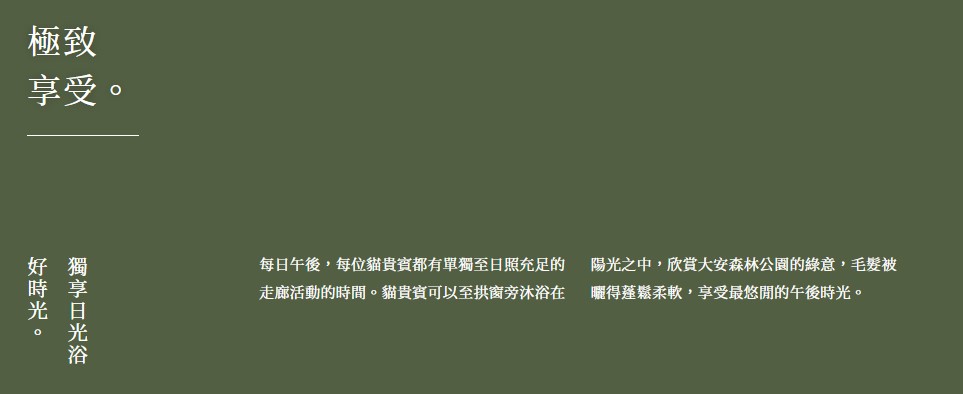 極致
享受。
獨享日光浴
好時光。
每日午後，每位貓貴賓都有單獨至日照充足的
走廊活動的時間。貓貴賓可以至拱窗旁沐浴在
陽光之中，欣賞大安森林公園的綠意，毛髮被
曬得蓬鬆柔軟，享受最悠閒的午後時光。